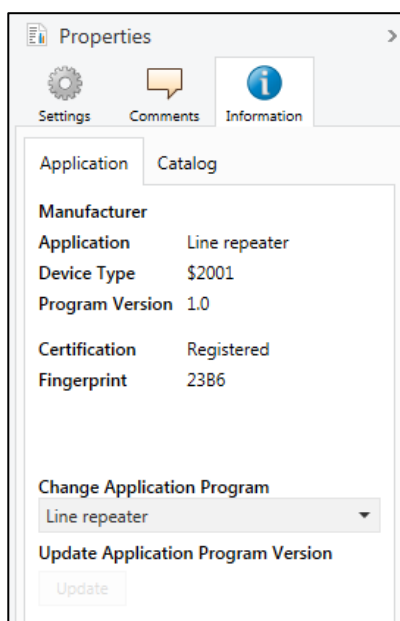 Properties
Settings Comments Information
Application Catalog
Manufacturer
Application Line repeater
Device Type $2001
Program Version 1.0
Certification Registered
Fingerprint 23B6
Change Application Program
Line repeater
Update Application Program Version
Update